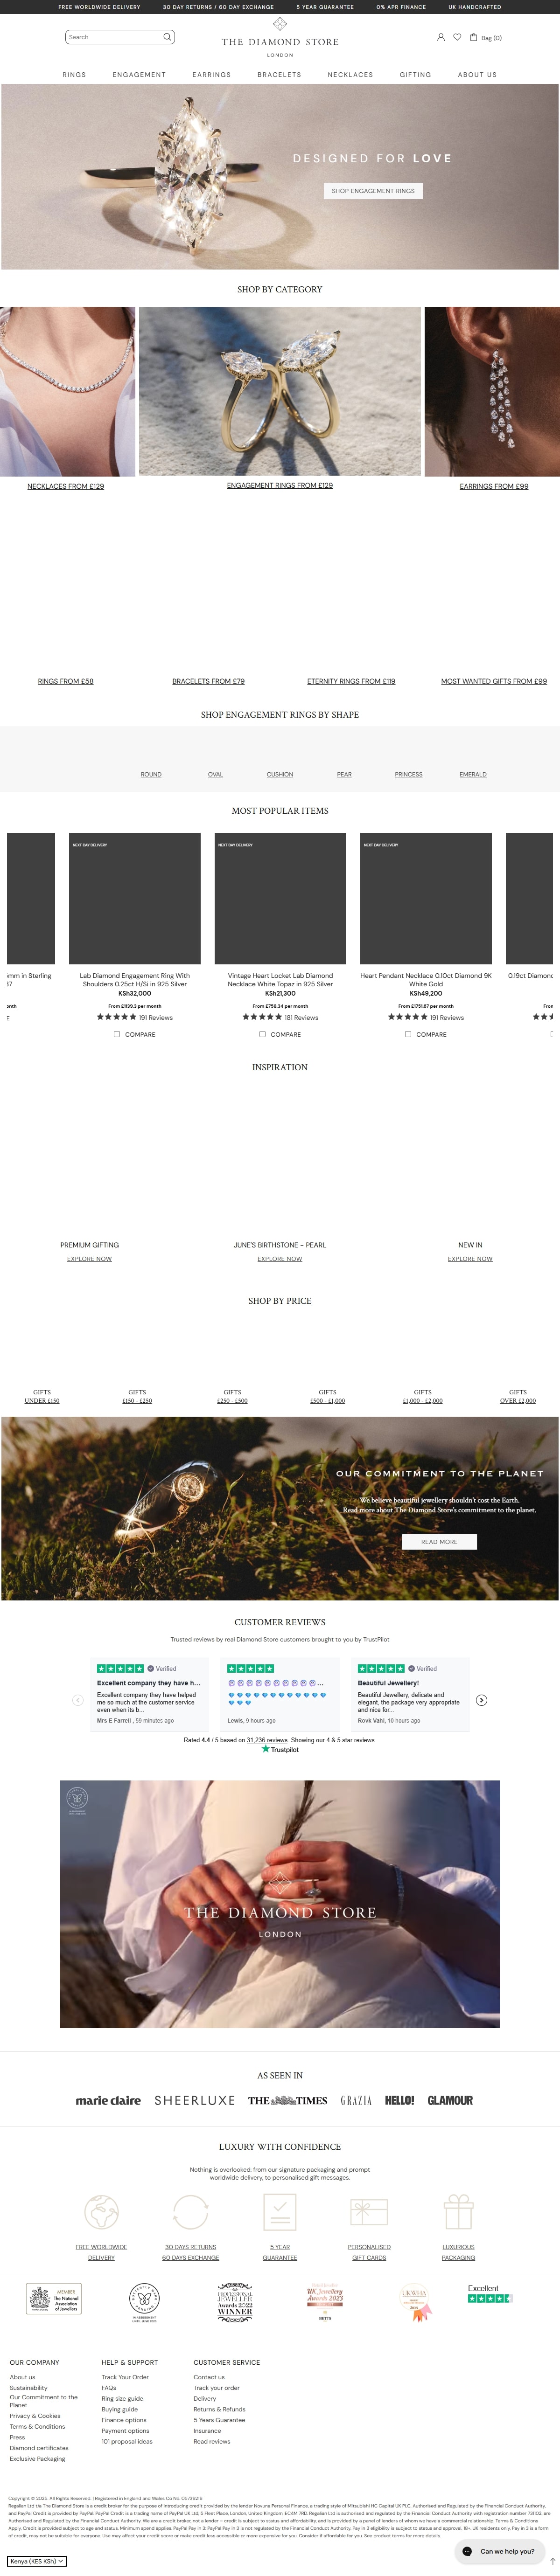 FREE WORLDWIDE DELIVERY 30 DAY RETURNS / 60 DAY EXCHANGE 5 YEAR GUARANTEE 0% APR FINANCE UK HANDCRAFTED
Search
THE DIAMOND STORE
LONDON
Bag (0)
RINGS ENGAGEMENT EARRINGS BRACELETS NECKLACES GIFTING ABOUT US
DESIGNED FOR LOVE
SHOP ENGAGEMENT RINGS
SHOP BY CATEGORY
NECKLACES FROM £129
ENGAGEMENT RINGS FROM £129
EARRINGS FROM £99
RINGS FROM £58
BRACELETS FROM £79
ETERNITY RINGS FROM £119
MOST WANTED GIFTS FROM £99
SHOP ENGAGEMENT RINGS BY SHAPE
ROUND OVAL CUSHION PEAR PRINCESS EMERALD
MOST POPULAR ITEMS
NEXT DAY DELIVERY
NEXT DAY DELIVERY
NEXT DAY DELIVERY
mm in Sterling
Lab Diamond Engagement Ring With
Shoulders 0.25ct H/Si in 925 Silver
KSh32,000
From £1139.3 per month
191 Reviews
COMPARE
Vintage Heart Locket Lab Diamond
Necklace White Topaz in 925 Silver
KSh21,300
From £758.34 per month
181 Reviews
COMPARE
Heart Pendant Necklace 0.10ct Diamond 9K
White Gold
KSh49,200
From £1751.67 per month
191 Reviews
COMPARE
0.19ct Diamond
INSPIRATION
PREMIUM GIFTING
EXPLORE NOW
JUNE'S BIRTHSTONE - PEARL
EXPLORE NOW
NEW IN
EXPLORE NOW
SHOP BY PRICE
GIFTS GIFTS GIFTS GIFTS GIFTS GIFTS
UNDER £150 £150 - £250 £250 - £500 £500 - £1,000 £1,000 - £2,000 OVER £2,000
OUR COMMITMENT TO THE PLANET
We believe beautiful jewellery shouldn't cost the Earth.
Read more about The Diamond Store's commitment to the planet.
READ MORE
CUSTOMER REVIEWS
Trusted reviews by real Diamond Store customers brought to you by TrustPilot
Verified
Excellent company they have h...
Excellent company they have helped
me so much at the customer service
even when its b...
Mrs E Farrell , 59 minutes ago
Lewis, 9 hours ago
Verified
Beautiful Jewellery!
Beautiful Jewellery, delicate and
elegant, the package very appropriate
and nice for...
Rovk Vahl, 10 hours ago
Rated 4.4 / 5 based on 31,236 reviews. Showing our 4 & 5 star reviews.
Trustpilot
THE DIAMOND STORE
LONDON
AS SEEN IN
marie claire SHEERLUXE THE TIMES GRAZIA HELLO! GLAMOUR
LUXURY WITH CONFIDENCE
Nothing is overlooked: from our signature packaging and prompt
worldwide delivery, to personalised gift messages.
FREE WORLDWIDE
DELIVERY
30 DAYS RETURNS
60 DAYS EXCHANGE
5 YEAR
GUARANTEE
PERSONALISED
GIFT CARDS
LUXURIOUS
PACKAGING
MEMBER
The National
Association of
Jewellers
PROFESSIONAL
JEWELLER
Awards 2022
WINNER
UK Jewellery
Awards 2023
UKWHA
Excellent
OUR COMPANY
About us
Sustainability
Our Commitment to the
Planet
Privacy & Cookies
Terms & Conditions
Press
Diamond certificates
Exclusive Packaging
HELP & SUPPORT
Track Your Order
FAQs
Ring size guide
Buying guide
Finance options
Payment options
101 proposal ideas
CUSTOMER SERVICE
Contact us
Track your order
Delivery
Returns & Refunds
5 Years Guarantee
Insurance
Read reviews
Copyright © 2025. All Rights Reserved. | Registered in England and Wales Co No. 05736216
Kenya (KES KSh)
Can we help you?